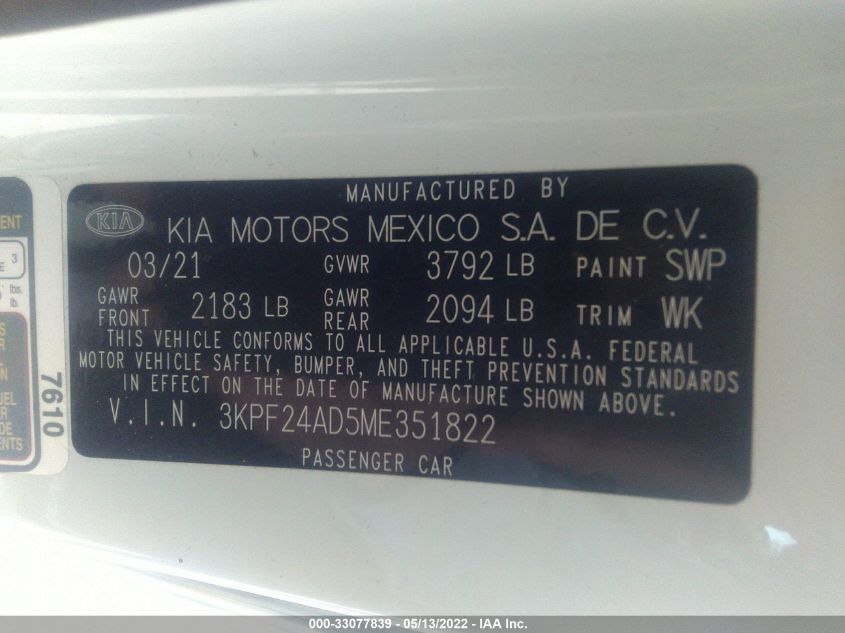 MANUFACTURED BY
KIA
KIA MOTORS MEXICO S.A. DE C.V.
03/21 GVWR 3792 LB PAINT SWP
GAWR FRONT 2183 LB GAWR REAR 2094 LB TRIM WK
THIS VEHICLE CONFORMS TO ALL APPLICABLE U.S.A. FEDERAL
MOTOR VEHICLE SAFETY, BUMPER, AND THEFT PREVENTION STANDARDS
IN EFFECT ON THE DATE OF MANUFACTURE SHOWN ABOVE.
V.I.N. 3KPF24AD5ME351822
PASSENGER CAR
7610
3
lbs.
lb.
000-33077839 - 05/13/2022 - IAA Inc.